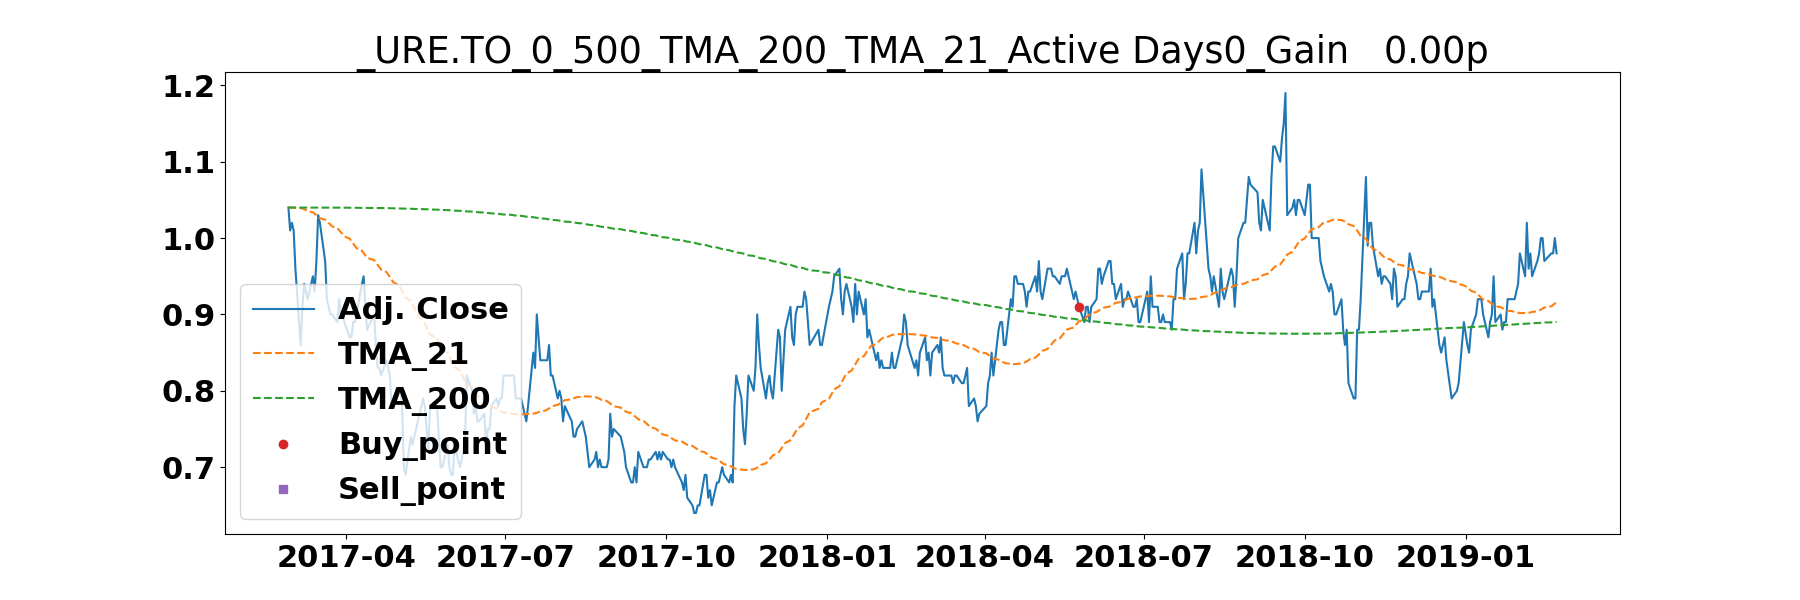 _URE.TO_0_500_TMA_200_TMA_21_Active Days0_Gain   0.00p
1.2
1.1
1.0
0.9
0.8
0.7
Adj. Close
TMA_21
TMA_200
Buy_point
Sell_point
2017-04 2017-07 2017-10 2018-01 2018-04 2018-07 2018-10 2019-01